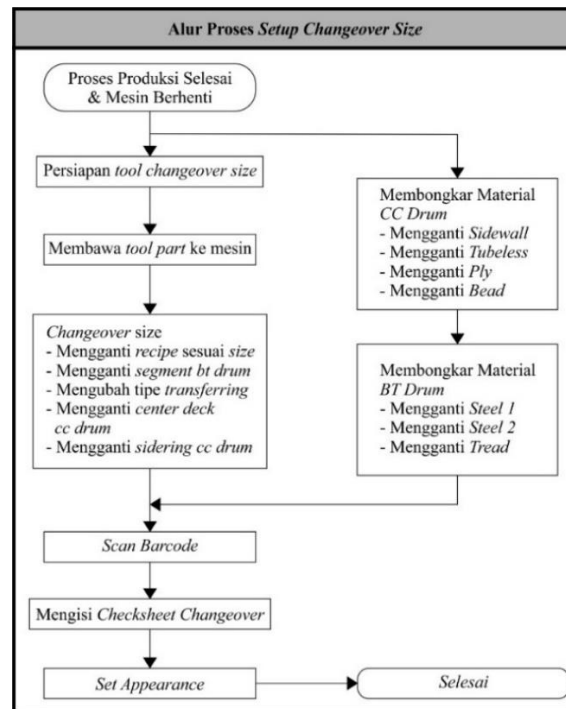 Alur Proses Setup Changeover Size
Proses Produksi Selesai
& Mesin Berhenti
Persiapan tool changeover size
Membawa tool part ke mesin
Changeover size
- Mengganti recipe sesuai size
- Mengganti segment bt drum
- Mengubah tipe transferring
- Mengganti center deck
cc drum
- Mengganti sidering cc drum
Membongkar Material
CC Drum
- Mengganti Sidewall
- Mengganti Tubeless
- Mengganti Ply
- Mengganti Bead
Membongkar Material
BT Drum
- Mengganti Steel 1
- Mengganti Steel 2
- Mengganti Tread
Scan Barcode
Mengisi Checksheet Changeover
Set Appearance
Selesai